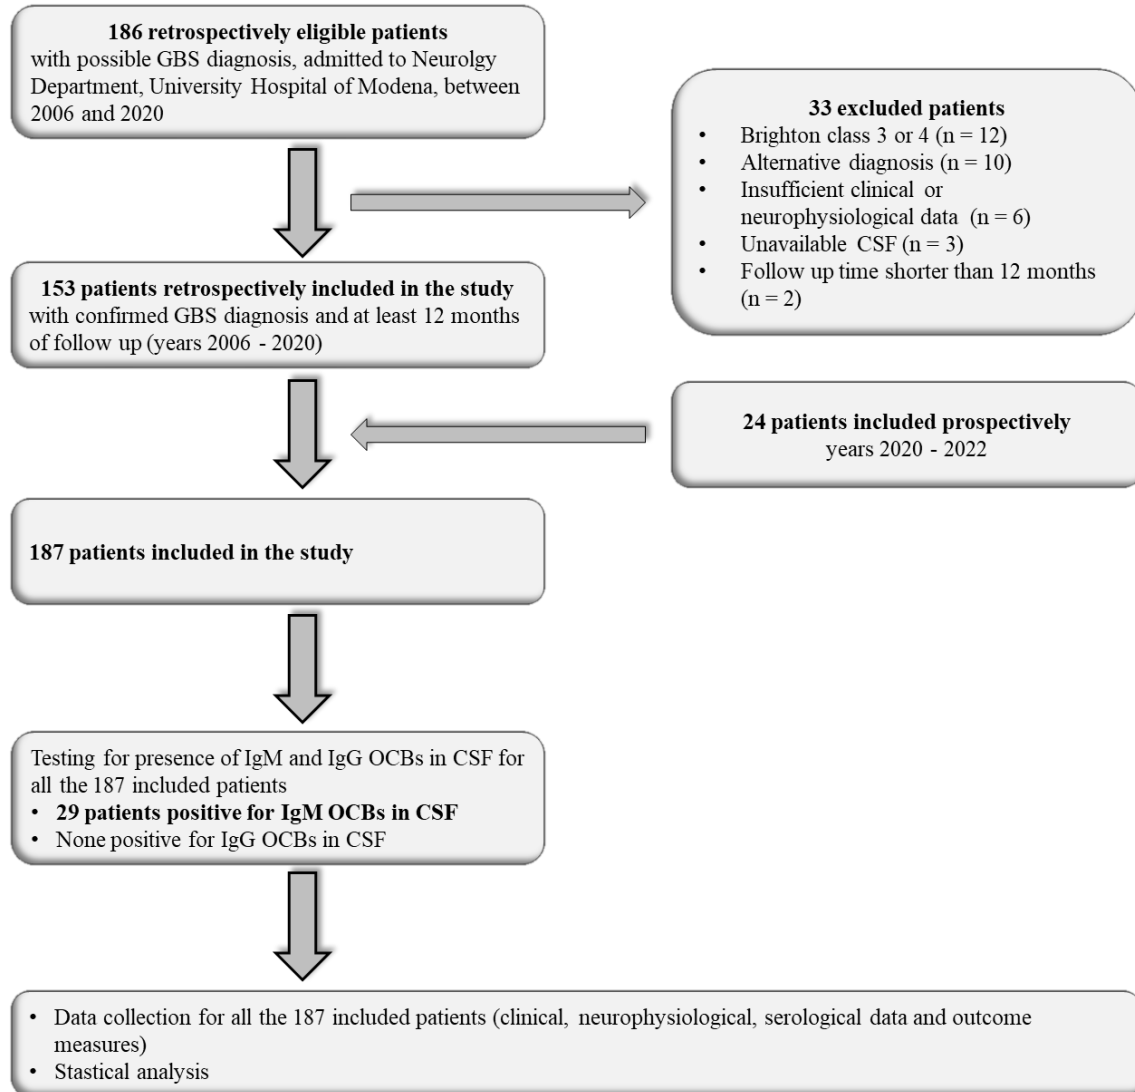 186 retrospectively eligible patients
with possible GBS diagnosis, admitted to Neurolgy
Department, University Hospital of Modena, between
2006 and 2020
33 excluded patients
• Brighton class 3 or 4 (n = 12)
• Alternative diagnosis (n = 10)
• Insufficient clinical or
neurophysiological data (n = 6)
• Unavailable CSF (n = 3)
• Follow up time shorter than 12 months
(n = 2)
153 patients retrospectively included in the study
with confirmed GBS diagnosis and at least 12 months
of follow up (years 2006 - 2020)
24 patients included prospectively
years 2020 - 2022
187 patients included in the study
Testing for presence of IgM and IgG OCBs in CSF for
all the 187 included patients
• 29 patients positive for IgM OCBs in CSF
• None positive for IgG OCBs in CSF
• Data collection for all the 187 included patients (clinical, neurophysiological, serological data and outcome
measures)
• Stastical analysis